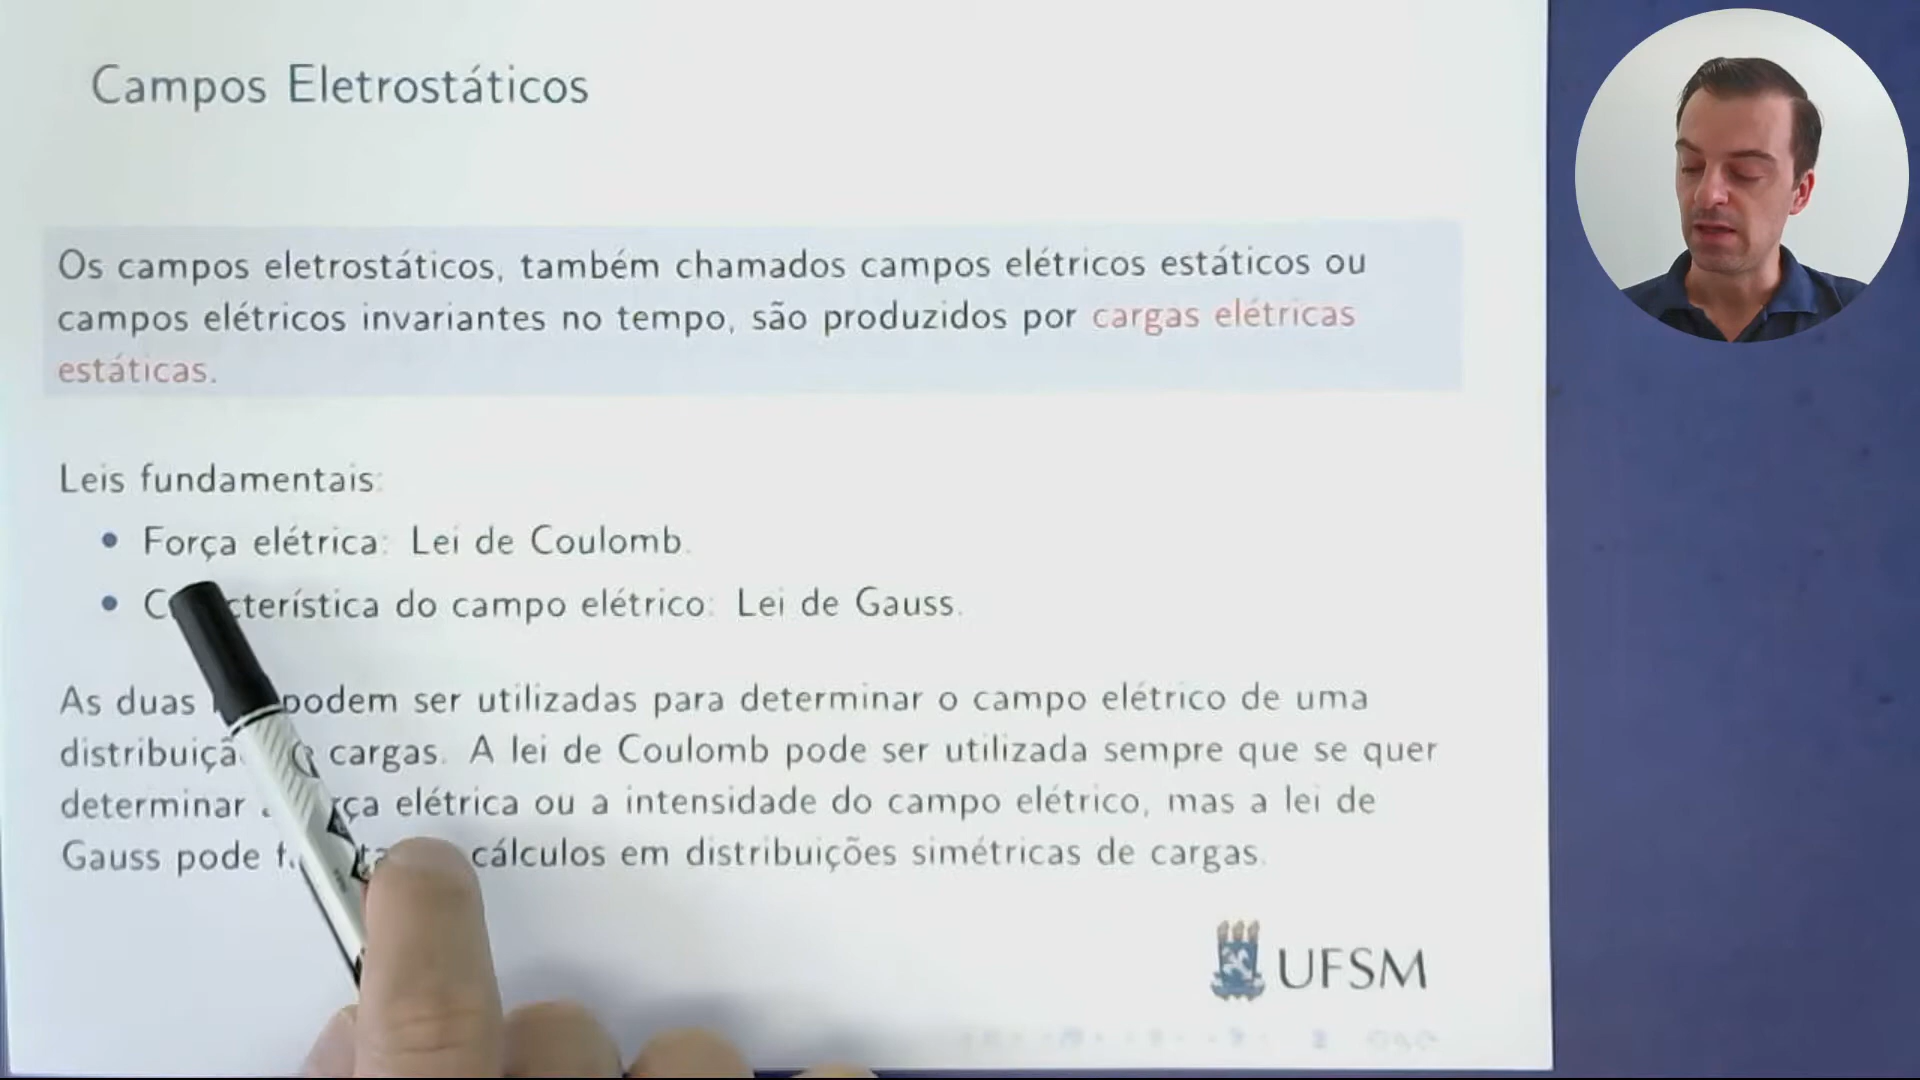 Campos Eletrostáticos
Os campos eletrostáticos, também chamados campos elétricos estáticos ou
campos elétricos invariantes no tempo, são produzidos por cargas elétricas
estáticas.
Leis fundamentais:
• Força elétrica: Lei de Coulomb.
• do campo elétrico: Lei de Gauss.
As duas podem ser utilizadas para determinar o campo elétrico de uma
cargas. A lei de Coulomb pode ser utilizada sempre que se quer
determinar elétrica ou a intensidade do campo elétrico, mas a lei de
Gauss pode cálculos em distribuições simétricas de cargas.
UFSM